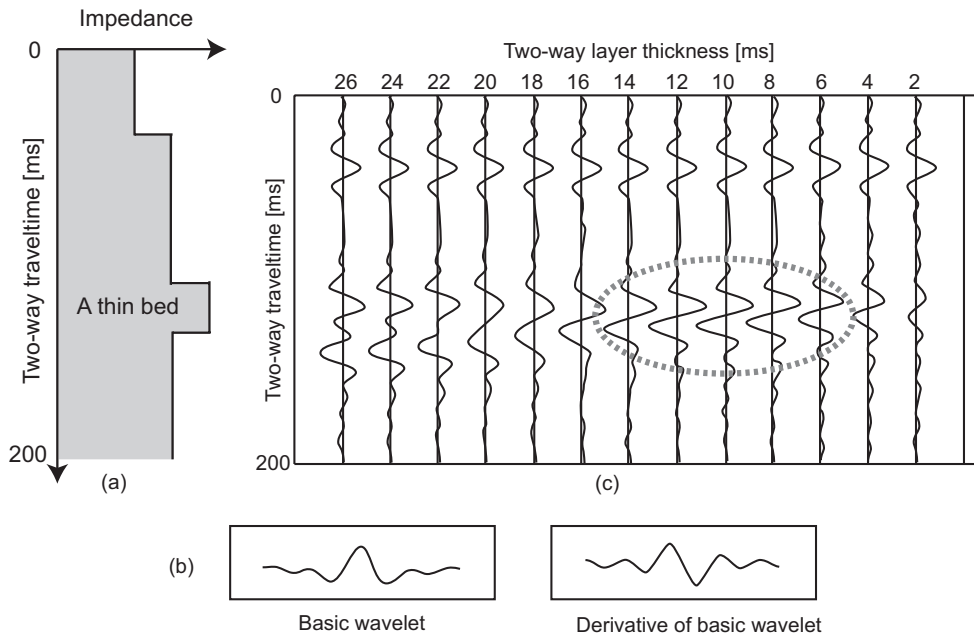 Impedance
0
Two-way traveltime [ms]
A thin bed
200
(a)
Two-way layer thickness [ms]
26 24 22 20 18 16 14 12 10 8 6 4 2
0
Two-way traveltime [ms]
200
(c)
(b)
Basic wavelet
Derivative of basic wavelet